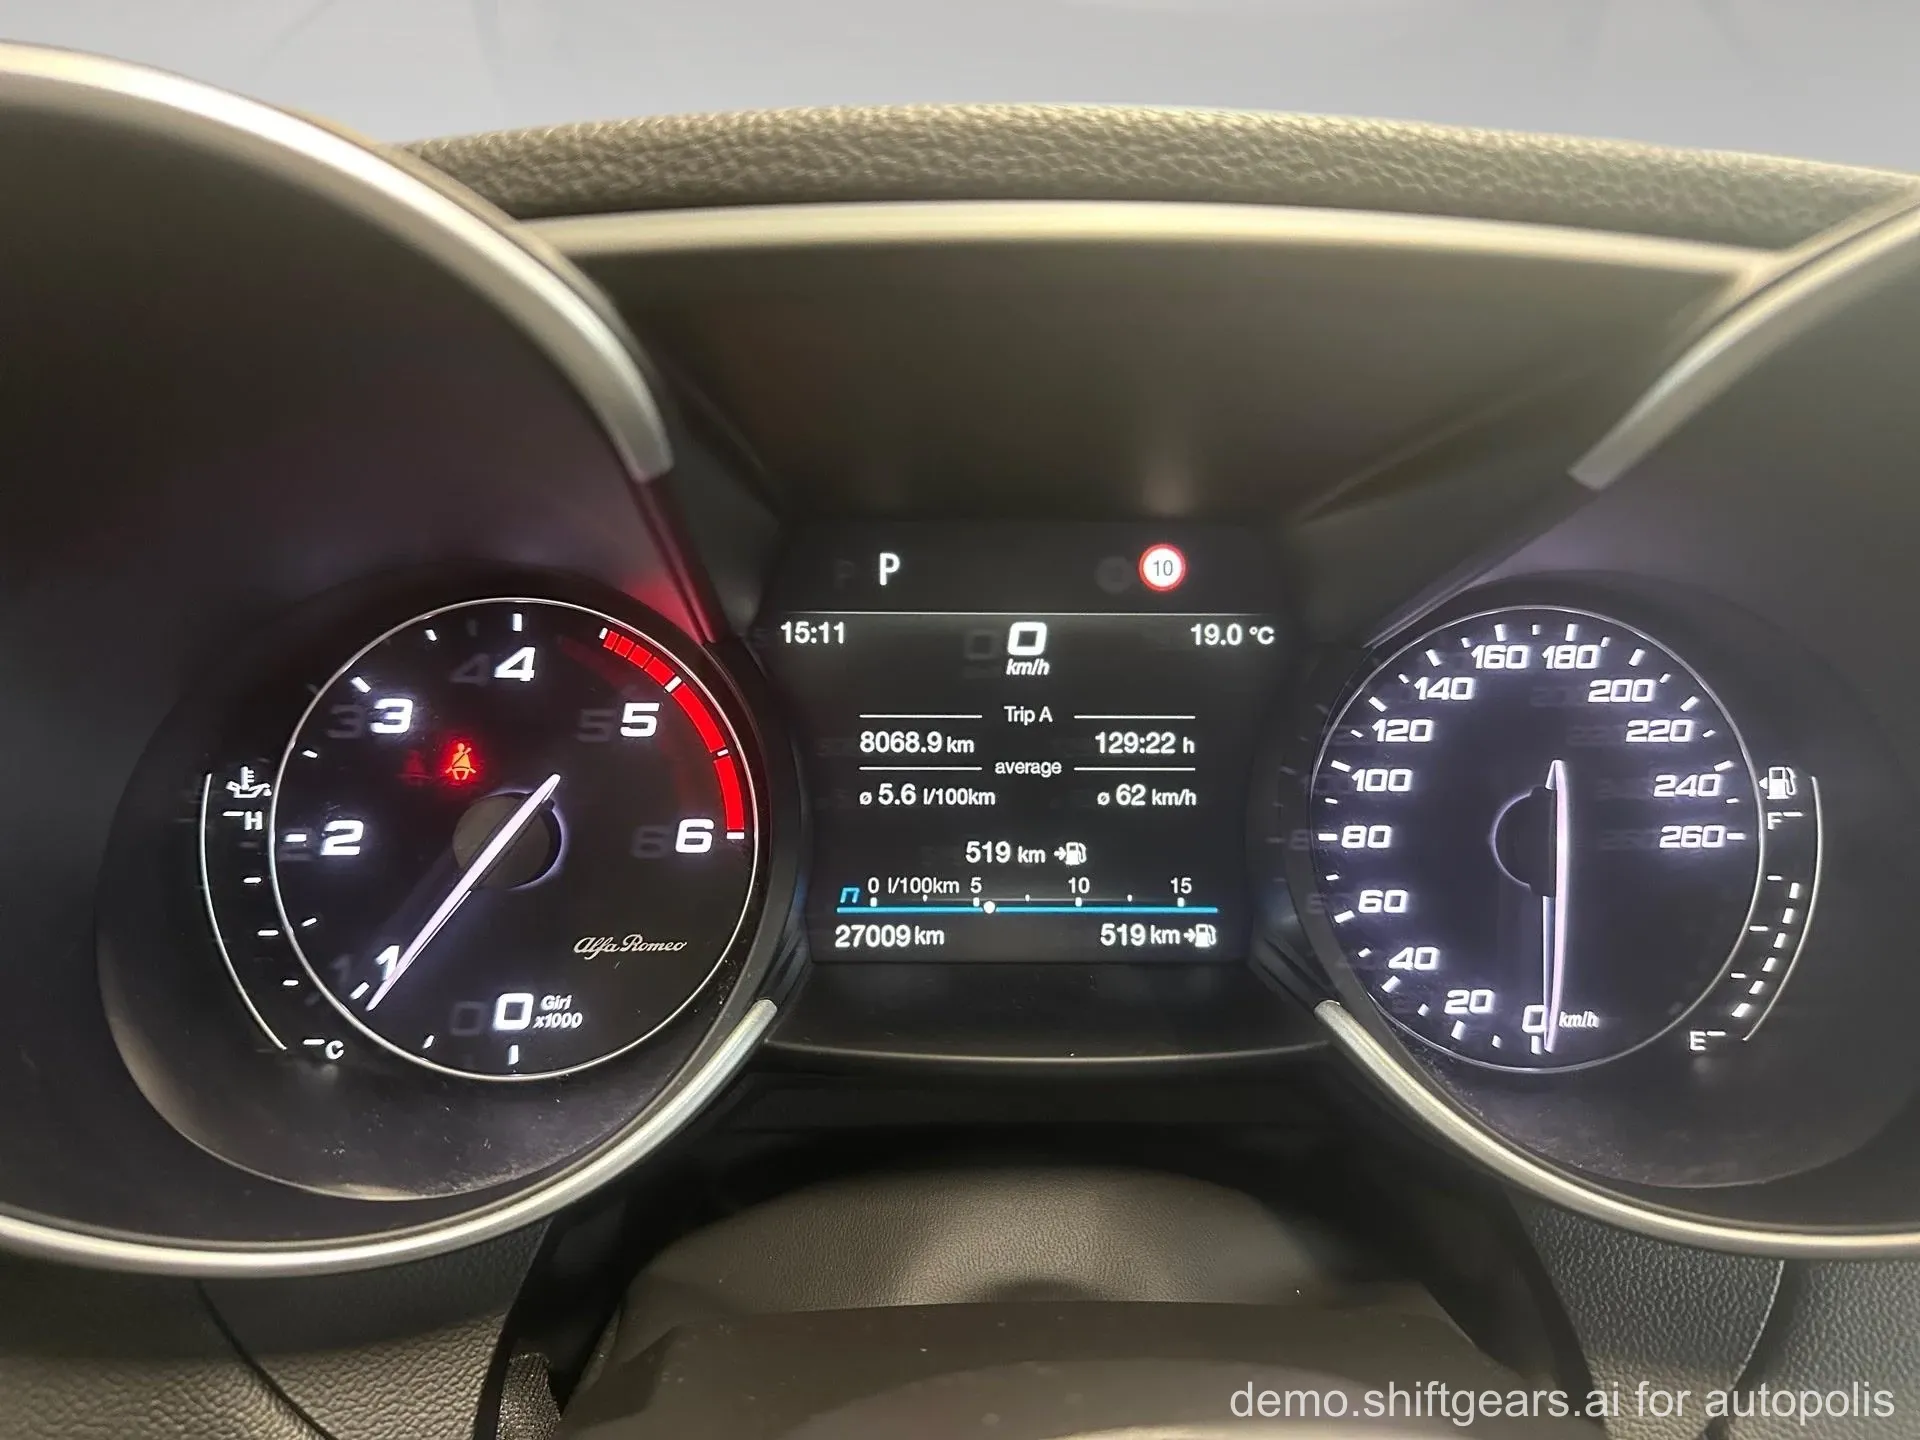 P
10
15:11
0
km/h
19.0 °C
Trip A
8068.9 km
129:22 h
average
ø 5.6 l/100km
ø 62 km/h
519 km
0 l/100km 5 10 15
27009 km
519 km
H
C
0
1
2
3
4
5
6
Giri
x1000
Alfa Romeo
0
20
40
60
80
100
120
140
160
180
200
220
240
260
km/h
F
E
demo.shiftgears.ai for autopolis